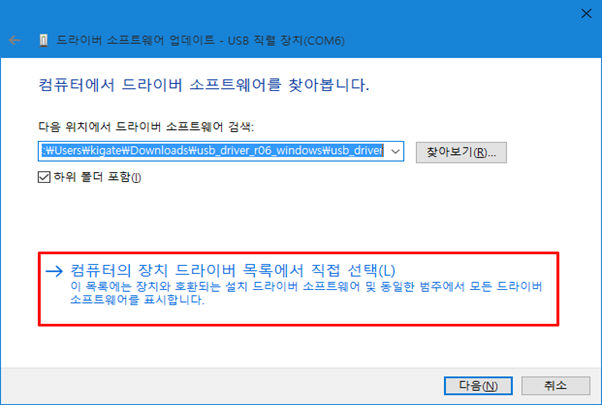 드라이버 소프트웨어 업데이트 - USB 직렬 장치(COM6)
컴퓨터에서 드라이버 소프트웨어를 찾아봅니다.
다음 위치에서 드라이버 소프트웨어 검색:
:₩Users₩kigate₩Downloads₩usb_driver_r06_windows₩usb_driver
찾아보기(R)...
하위 폴더 포함(I)
컴퓨터의 장치 드라이버 목록에서 직접 선택(L)
이 목록에는 장치와 호환되는 설치 드라이버 소프트웨어 및 동일한 범주에서 모든 드라이버
소프트웨어를 표시합니다.
다음(N)
취소